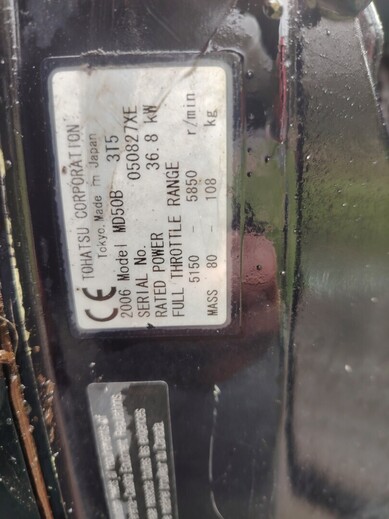 CE TOHATSU CORPORATION
Tokyo. Made in Japan
2006 Model MD50B 3T5
SERIAL No. 050827XE
RATED POWER 36.8 kW
FULL THROTTLE RANGE
5150 - 5850 r/min
MASS 80 - 108 kg